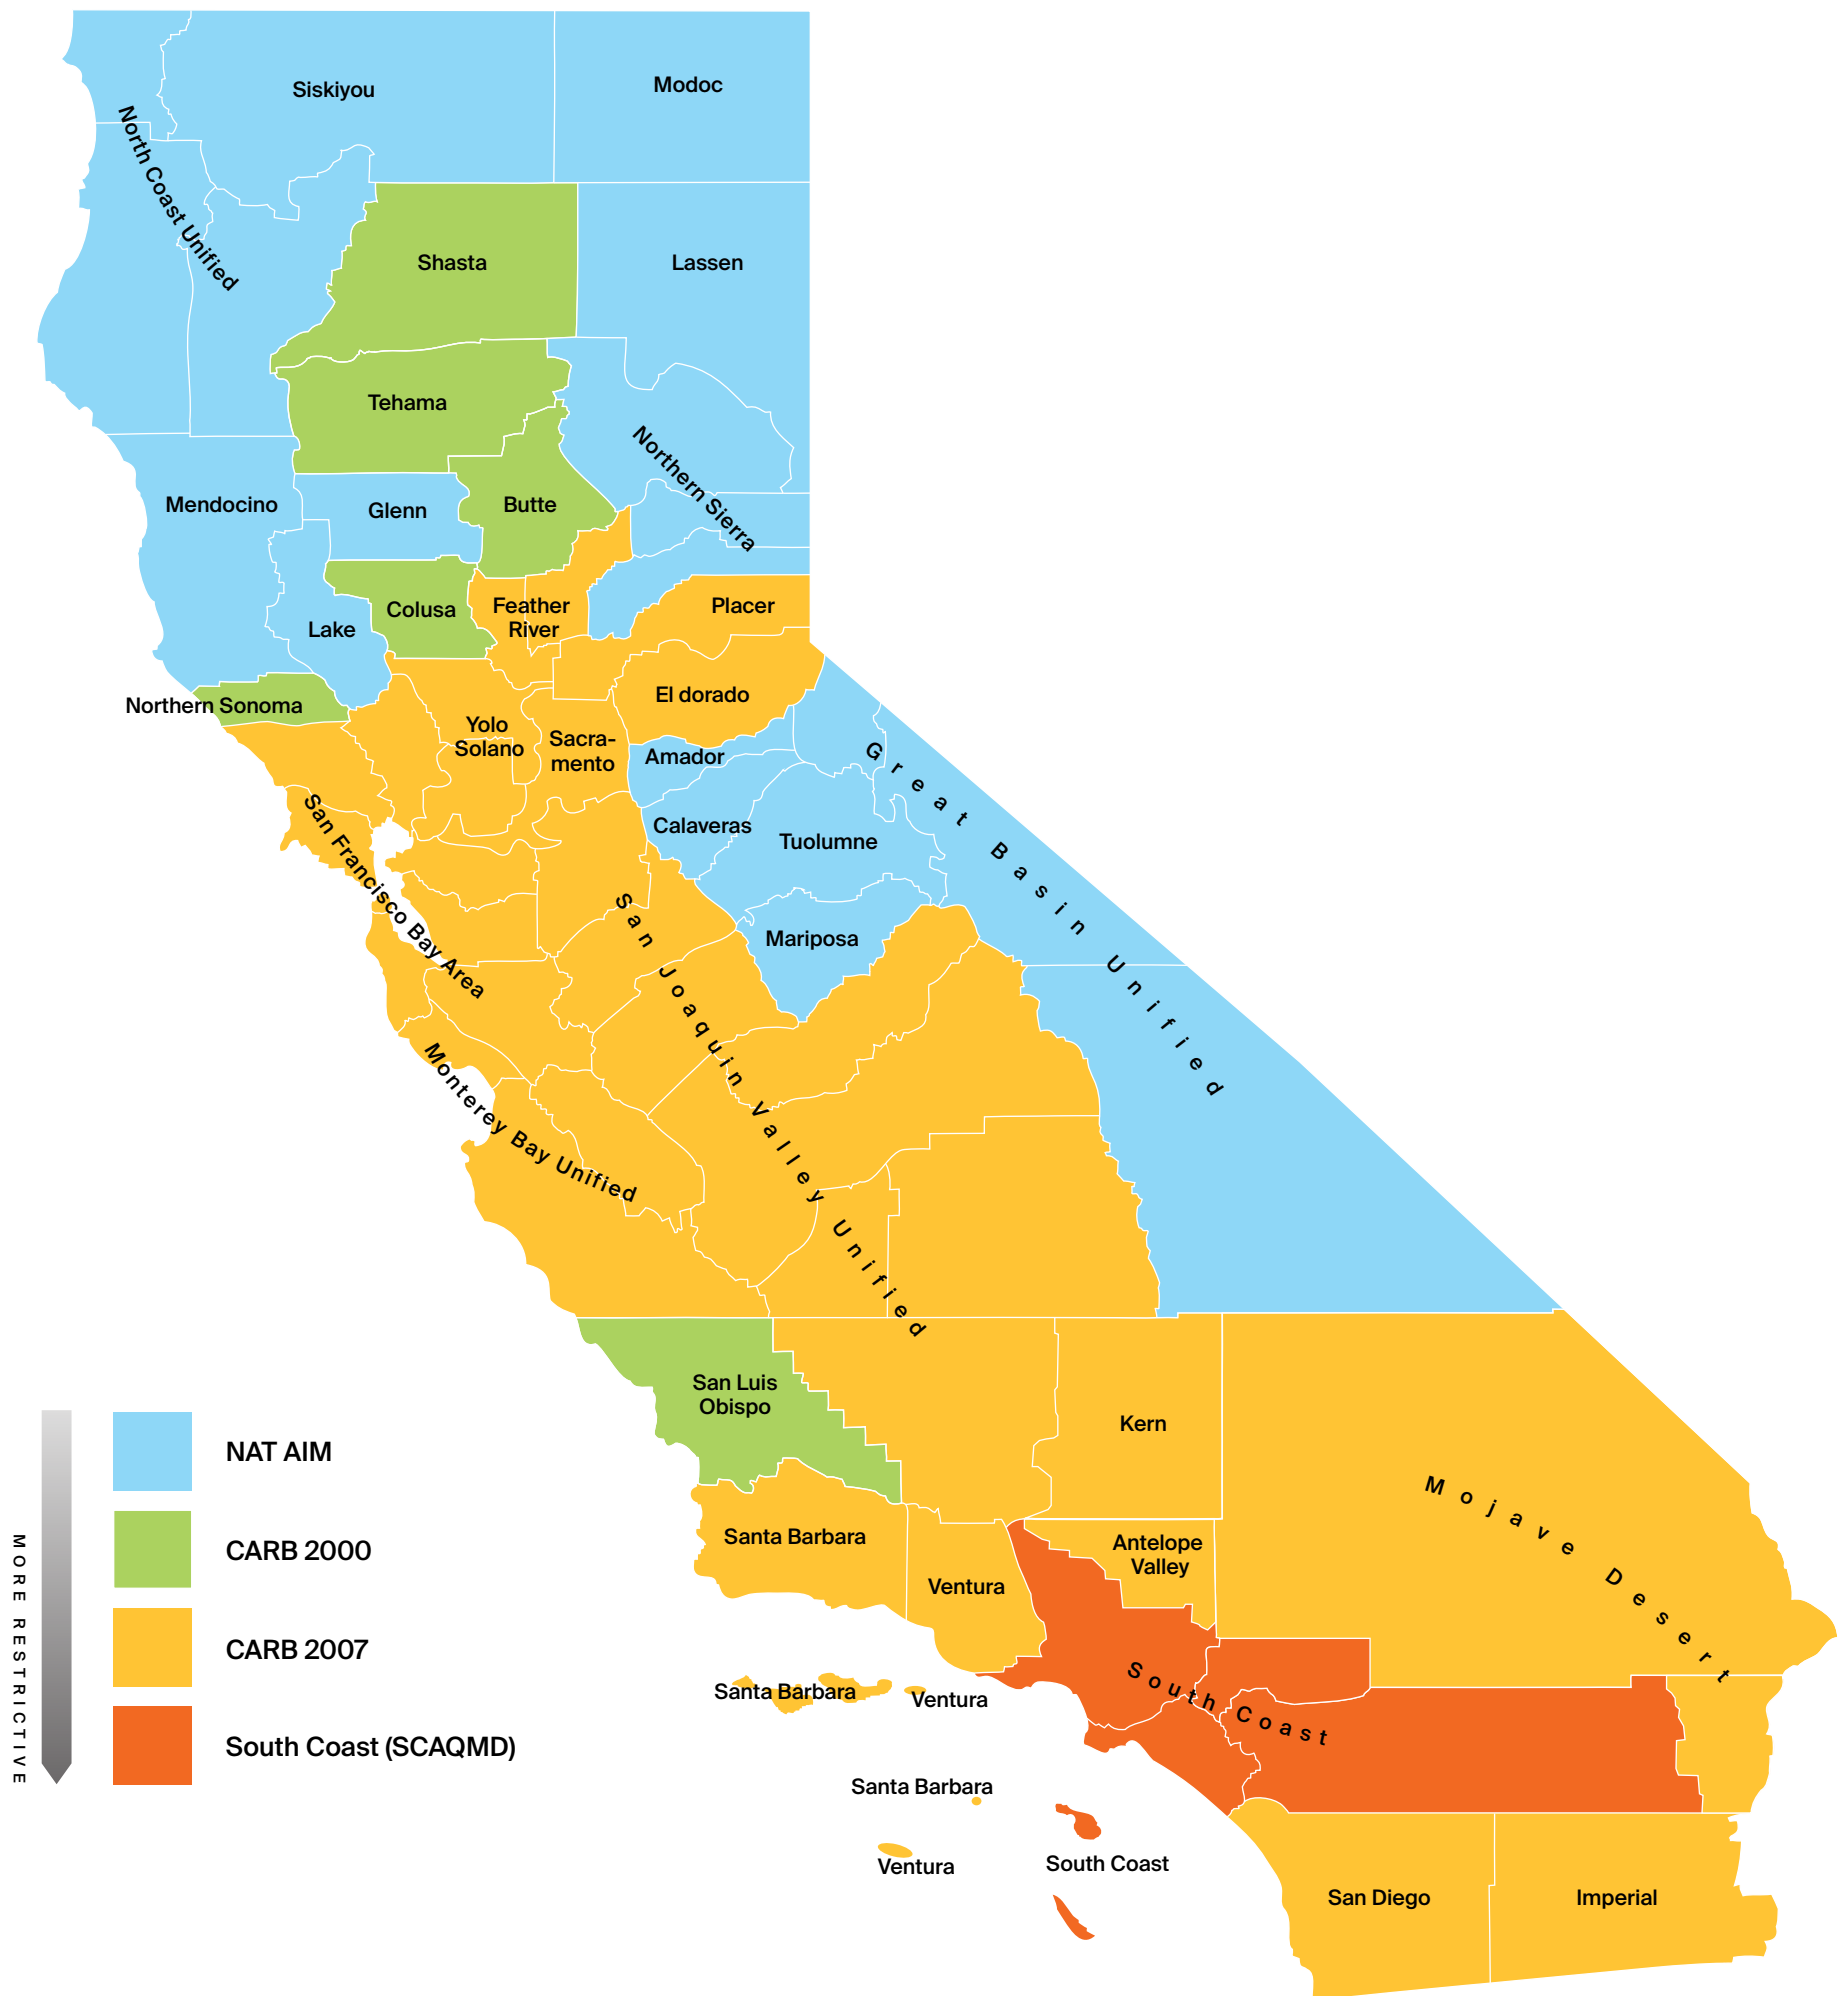 Siskiyou
Modoc
North Coast Unified
Shasta
Lassen
Tehama
Northern Sierra
Mendocino
Glenn
Butte
Colusa
Feather
River
Placer
Lake
Northern Sonoma
El dorado
Yolo
Solano
Sacra-
mento
Amador
Great Basin Unified
Calaveras
Tuolumne
San Francisco Bay Area
San Joaquin Valley Unified
Mariposa
Monterey Bay Unified
San Luis
Obispo
Kern
Mojave Desert
Santa Barbara
Antelope
Valley
Ventura
South Coast
Santa Barbara
Ventura
Santa Barbara
Ventura
South Coast
San Diego
Imperial
MORE RESTRICTIVE
NAT AIM
CARB 2000
CARB 2007
South Coast (SCAQMD)